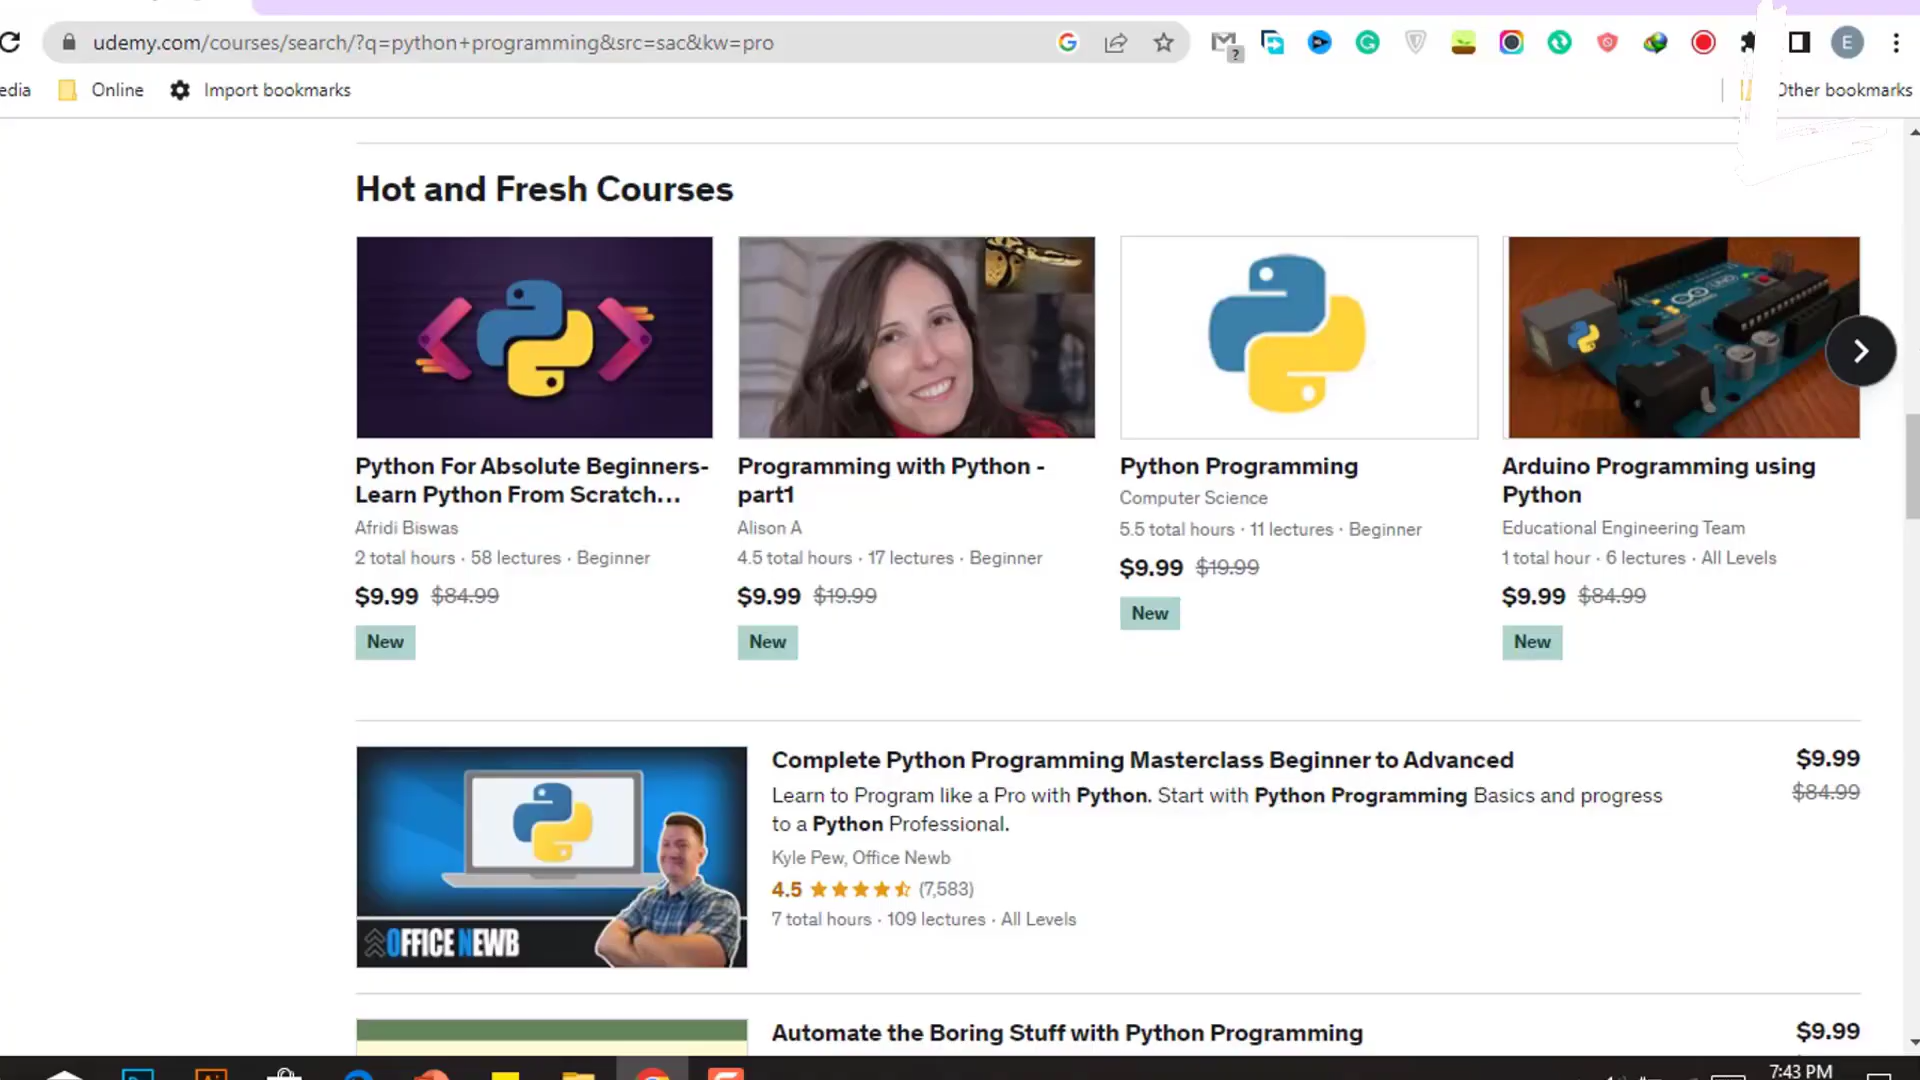 udemy.com/courses/search/?q=python+programming&src=sac&kw=pro
?
E
edia
Online
Import bookmarks
Other bookmarks
Hot and Fresh Courses
Python For Absolute Beginners-
Learn Python From Scratch...
Afridi Biswas
2 total hours · 58 lectures · Beginner
$9.99 $84.99
New
Programming with Python -
part1
Alison A
4.5 total hours · 17 lectures · Beginner
$9.99 $19.99
New
Python Programming
Computer Science
5.5 total hours · 11 lectures · Beginner
$9.99 $19.99
New
UNO
Arduino Programming using
Python
Educational Engineering Team
1 total hour · 6 lectures · All Levels
$9.99 $84.99
New
OFFICE NEWB
Complete Python Programming Masterclass Beginner to Advanced
$9.99
Learn to Program like a Pro with Python. Start with Python Programming Basics and progress
$84.99
to a Python Professional.
Kyle Pew, Office Newb
4.5 (7,583)
7 total hours · 109 lectures · All Levels
Automate the Boring Stuff with Python Programming
$9.99
7:43 PM